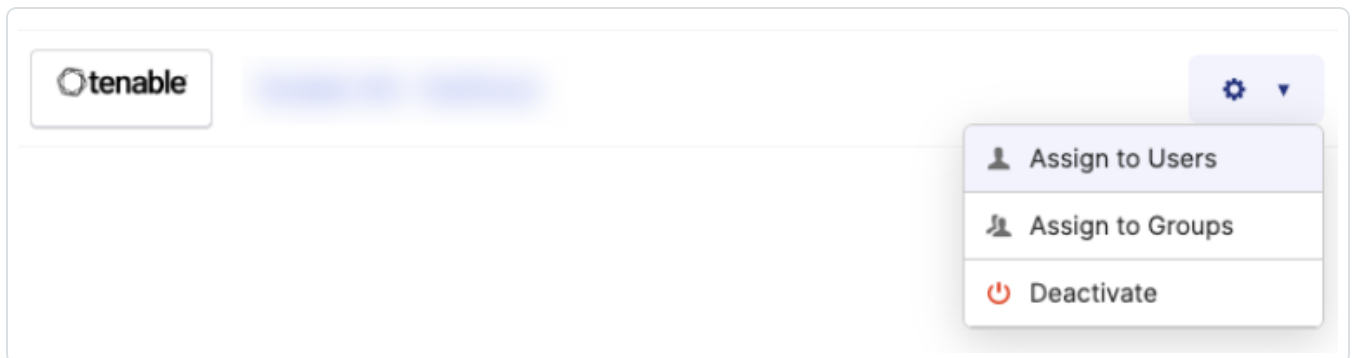 tenable
Assign to Users
Assign to Groups
Deactivate